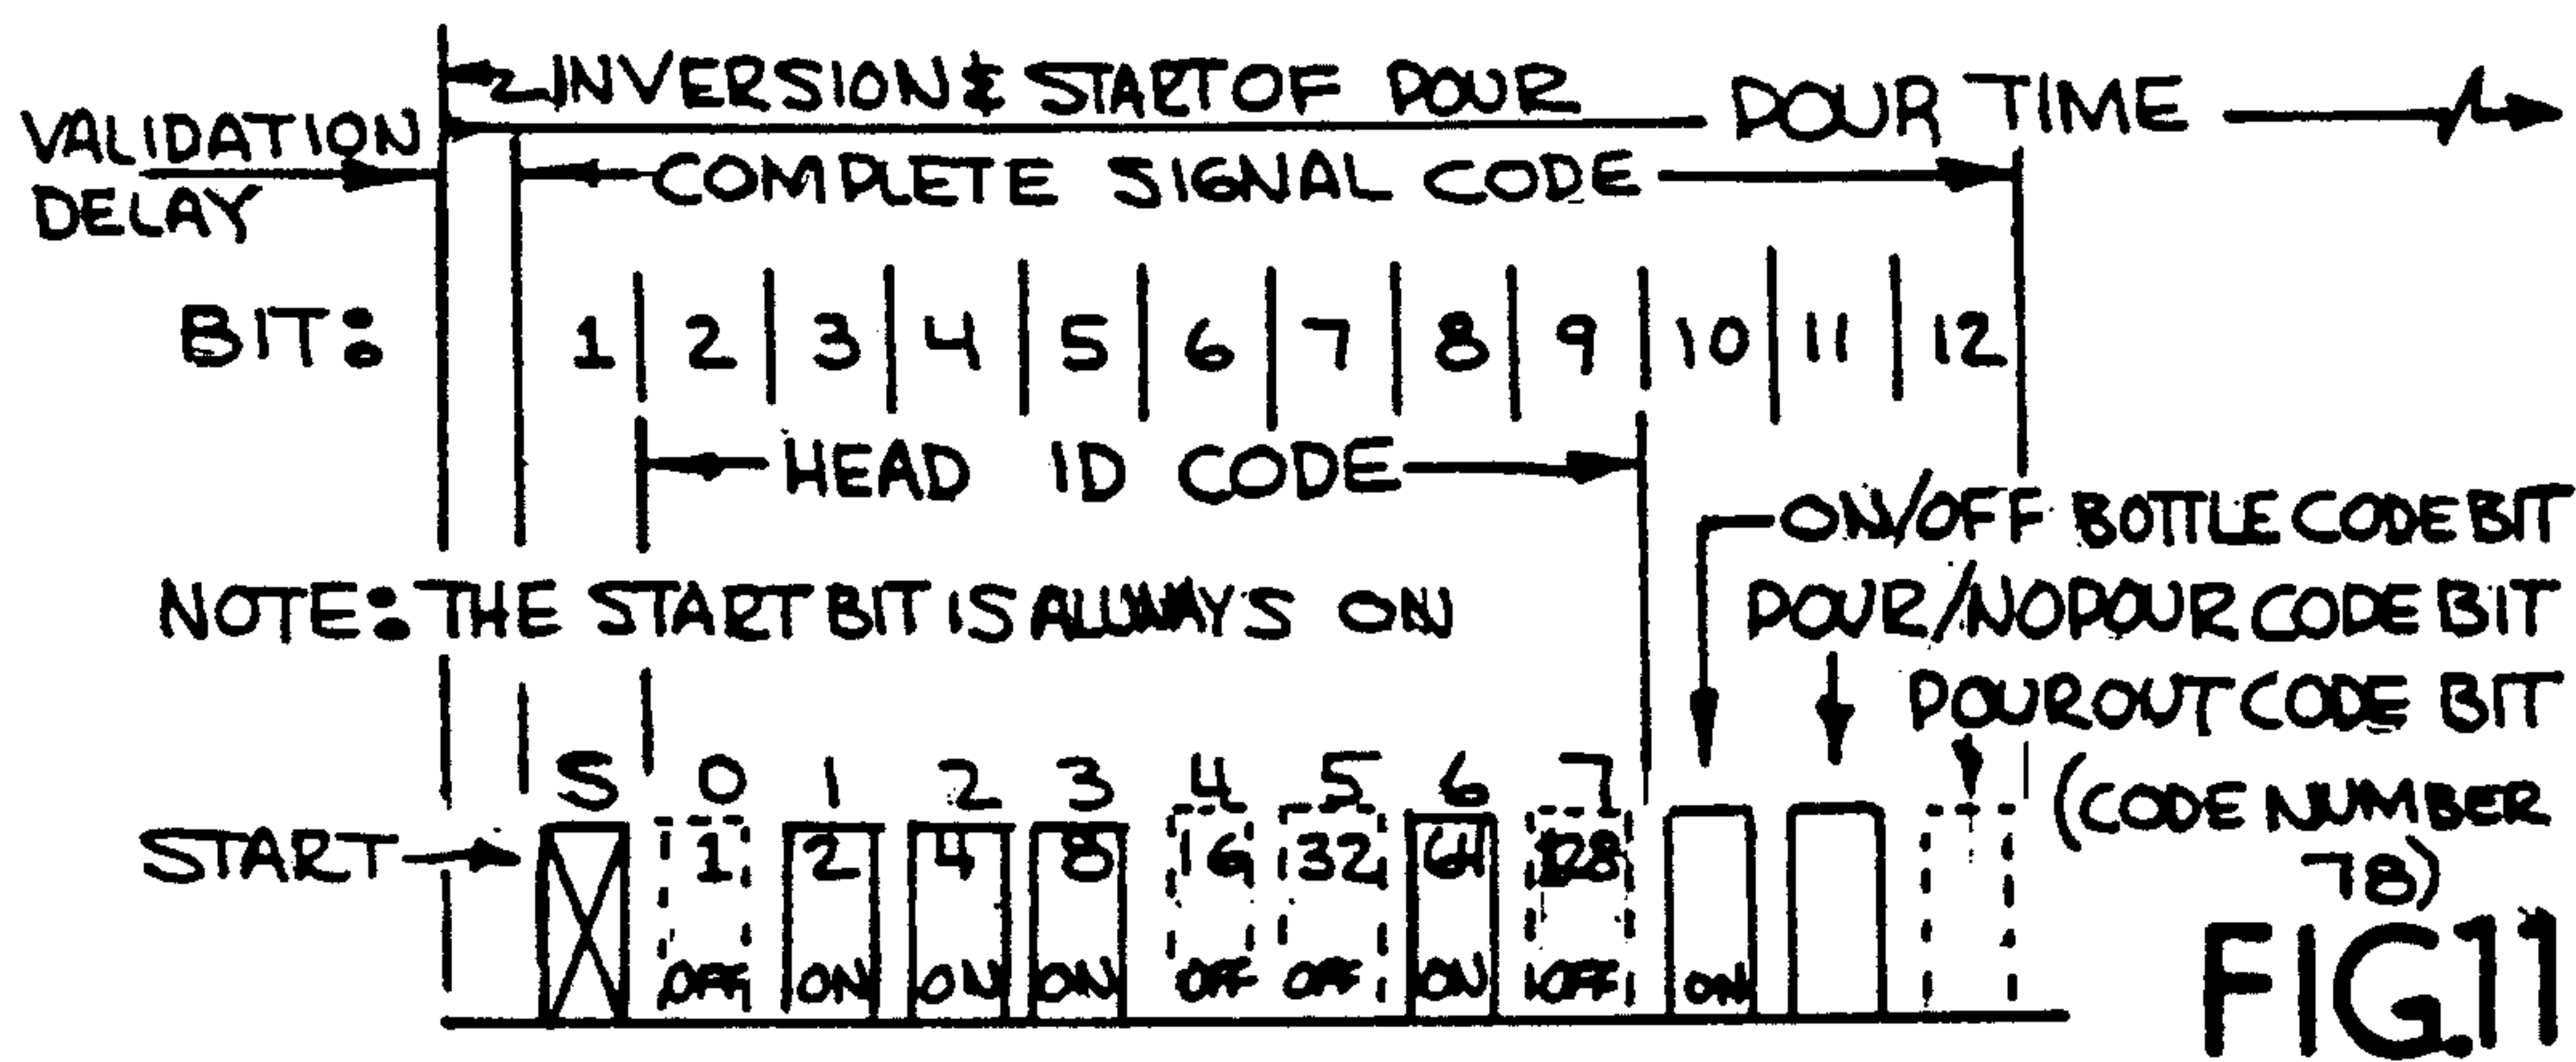 INVERSION & START OF POUR
POUR TIME
VALIDATION
DELAY
COMPLETE SIGNAL CODE
BIT: 1 2 3 4 5 6 7 8 9 10 11 12
HEAD ID CODE
ON/OFF BOTTLE CODE BIT
NOTE: THE START BIT IS ALWAYS ON
POUR/NOPOUR CODE BIT
POUROUT CODE BIT
(CODE NUMBER
78)
S 0 1 2 3 4 5 6 7
START 1 2 4 8 16 32 64 128
OFF ON ON ON OFF OFF ON OFF ON
FIG.11